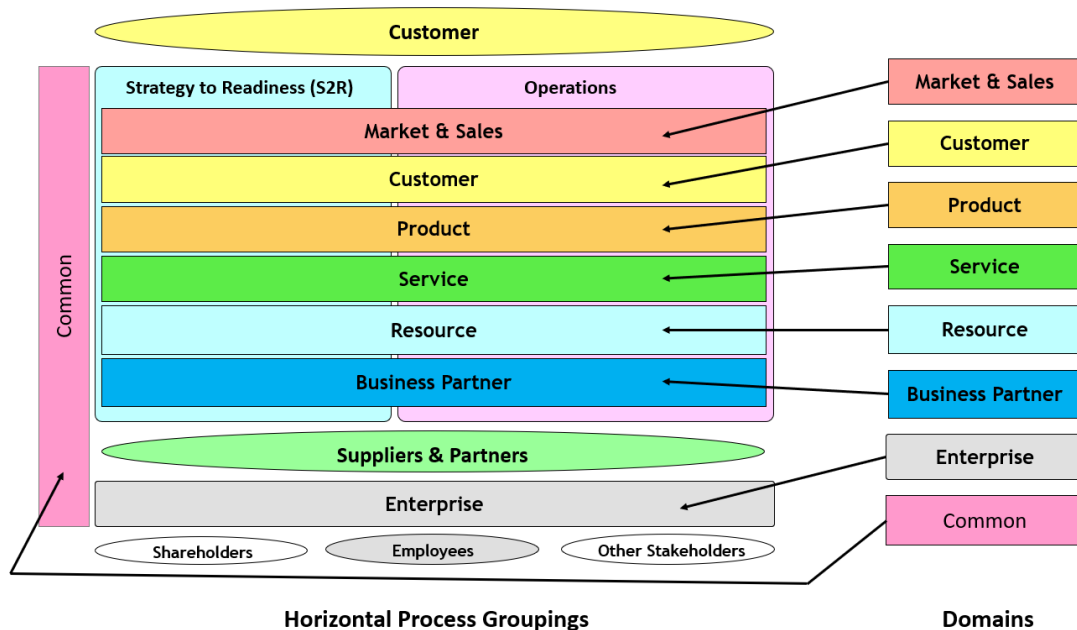 Customer
Strategy to Readiness (S2R)
Operations
Market & Sales
Customer
Product
Service
Resource
Business Partner
Common
Suppliers & Partners
Enterprise
Shareholders
Employees
Other Stakeholders
Horizontal Process Groupings
Market & Sales
Customer
Product
Service
Resource
Business Partner
Enterprise
Common
Domains